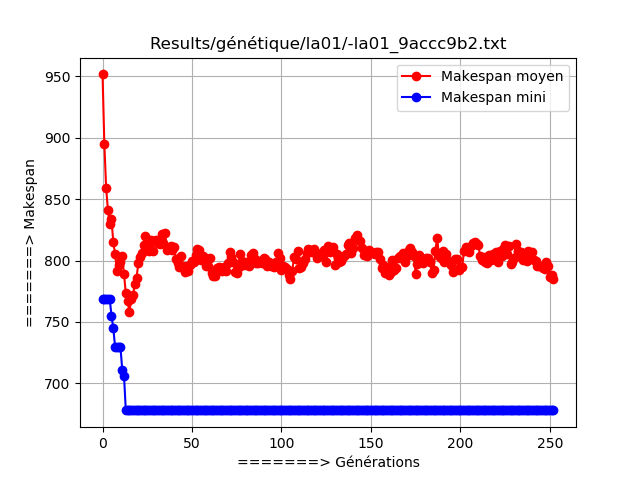 Results/génétique/la01/-la01_9accc9b2.txt
Makespan moyen
Makespan mini
950
900
850
800
750
700
=======> Makespan
0
50
100
150
200
250
=======> Générations